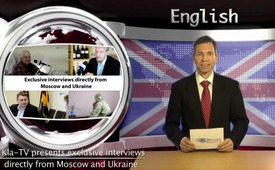 English
Exclusive interviews directly from
Moscow and Ukraine
Kla-TV presents exclusive interviews
directly from Moscow and Ukraine